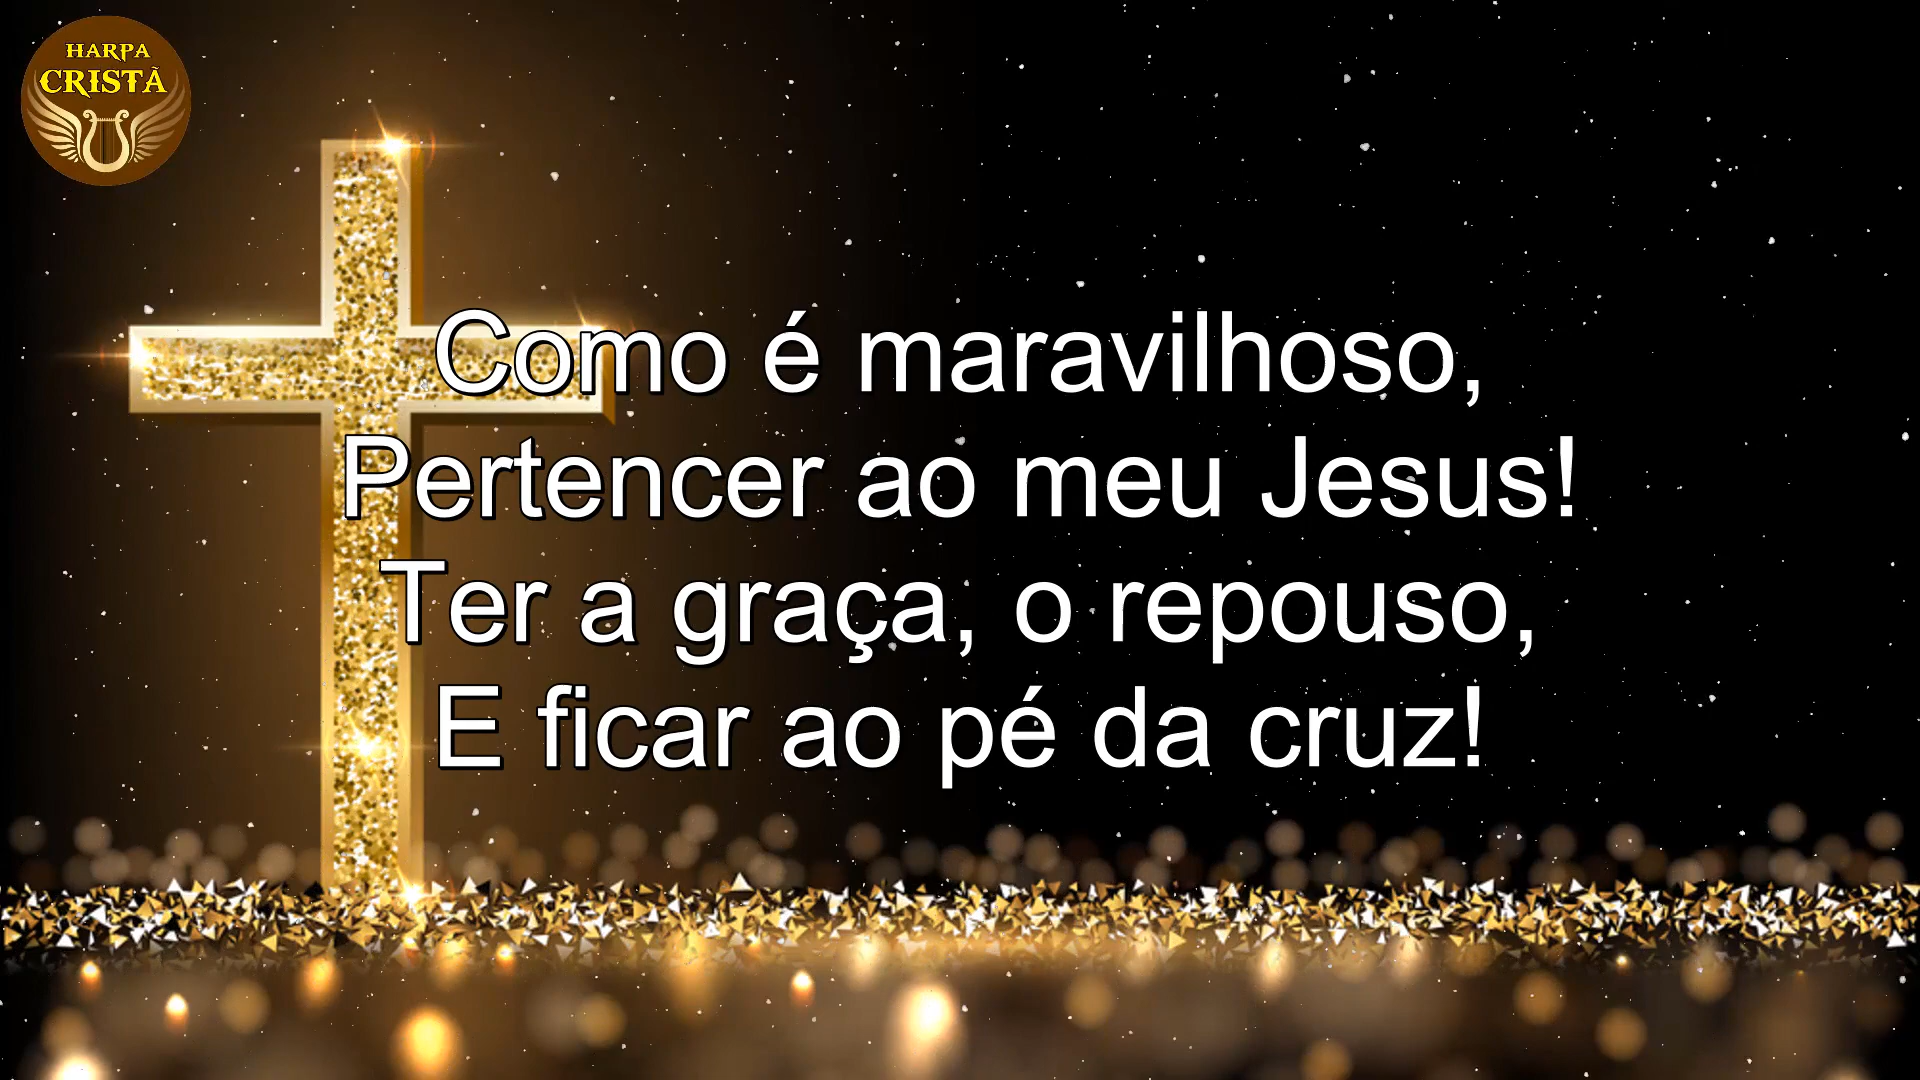 HARPA
CRISTÃ
Como é maravilhoso,
Pertencer ao meu Jesus!
Ter a graça, o repouso,
E ficar ao pé da cruz!